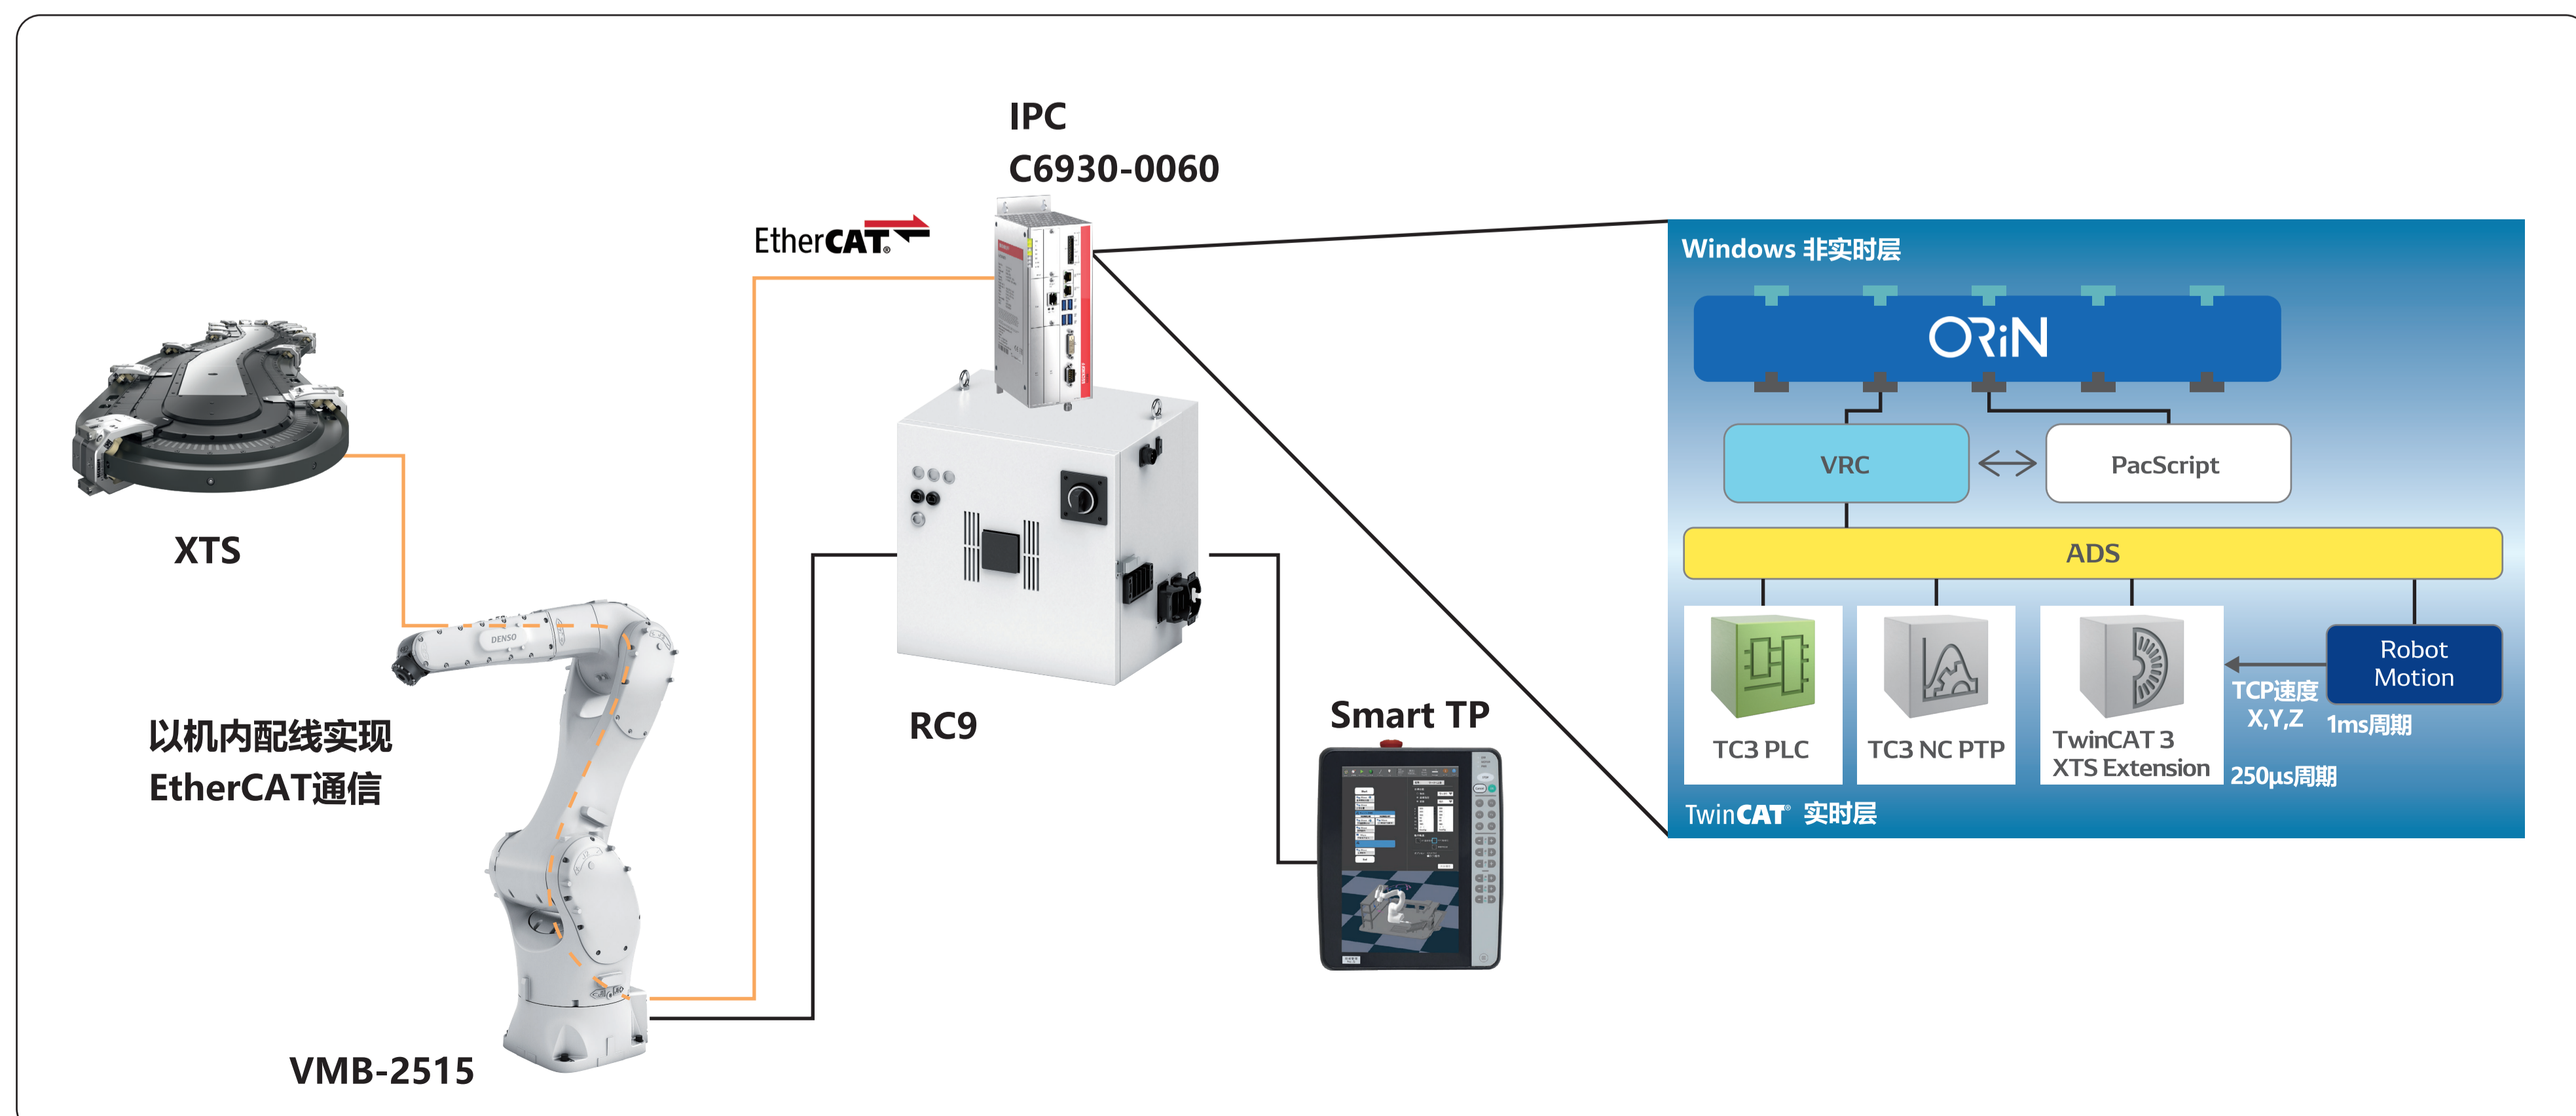 IPC
C6930-0060
EtherCAT®
XTS
DENSO
以机内配线实现
EtherCAT通信
VMB-2515
RC9
Smart TP
Windows 非实时层
ORiN
VRC
PacScript
ADS
TC3 PLC
TC3 NC PTP
TwinCAT 3
XTS Extension
Robot
Motion
TCP速度
X,Y,Z
1ms周期
250μs周期
TwinCAT® 实时层